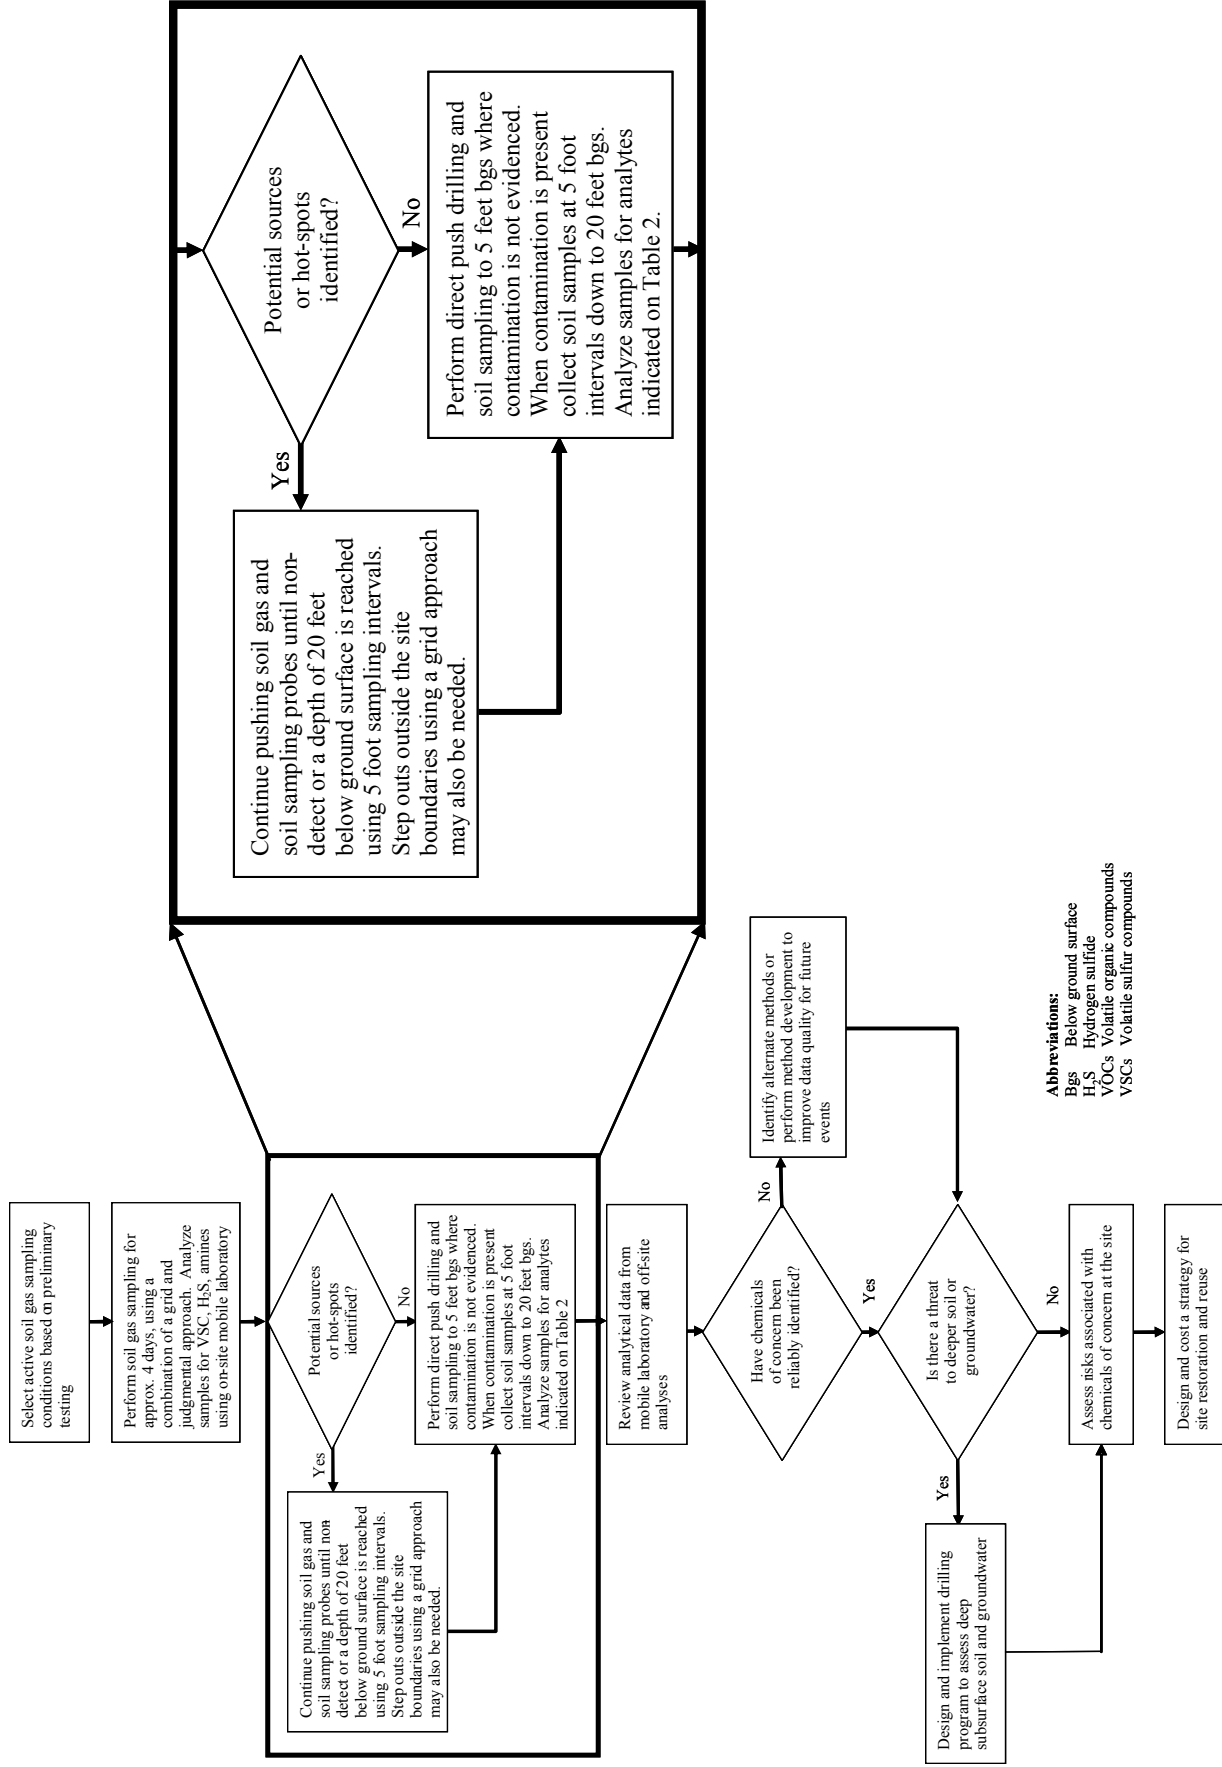 Select active soil gas sampling
conditions based on preliminary
testing
Perform soil gas sampling for
approx. 4 days, using a
combination of a grid and
judgmental approach. Analyze
samples for VSC, H₂S, amines
using on-site mobile laboratory
Potential sources
or hot-spots
identified?
Yes
No
Continue pushing soil gas and
soil sampling probes until non-
detect or a depth of 20 feet
below ground surface is reached
using 5 foot sampling intervals.
Step outs outside the site
boundaries using a grid approach
may also be needed.
Perform direct push drilling and
soil sampling to 5 feet bgs where
contamination is not evidenced.
When contamination is present
collect soil samples at 5 foot
intervals down to 20 feet bgs.
Analyze samples for analytes
indicated on Table 2
Review analytical data from
mobile laboratory and off-site
analyses
Have chemicals
of concern been
reliably identified?
No
Yes
Identify alternate methods or
perform method development to
improve data quality for future
events
Is there a threat
to deeper soil or
groundwater?
Yes
No
Design and implement drilling
program to assess deep
subsurface soil and groundwater
Assess risks associated with
chemicals of concern at the site
Design and cost a strategy for
site restoration and reuse
Potential sources
or hot-spots
identified?
Yes
No
Continue pushing soil gas and
soil sampling probes until non-
detect or a depth of 20 feet
below ground surface is reached
using 5 foot sampling intervals.
Step outs outside the site
boundaries using a grid approach
may also be needed.
Perform direct push drilling and
soil sampling to 5 feet bgs where
contamination is not evidenced.
When contamination is present
collect soil samples at 5 foot
intervals down to 20 feet bgs.
Analyze samples for analytes
indicated on Table 2.
Abbreviations:
Bgs Below ground surface
H₂S Hydrogen sulfide
VOCs Volatile organic compounds
VSCs Volatile sulfur compounds